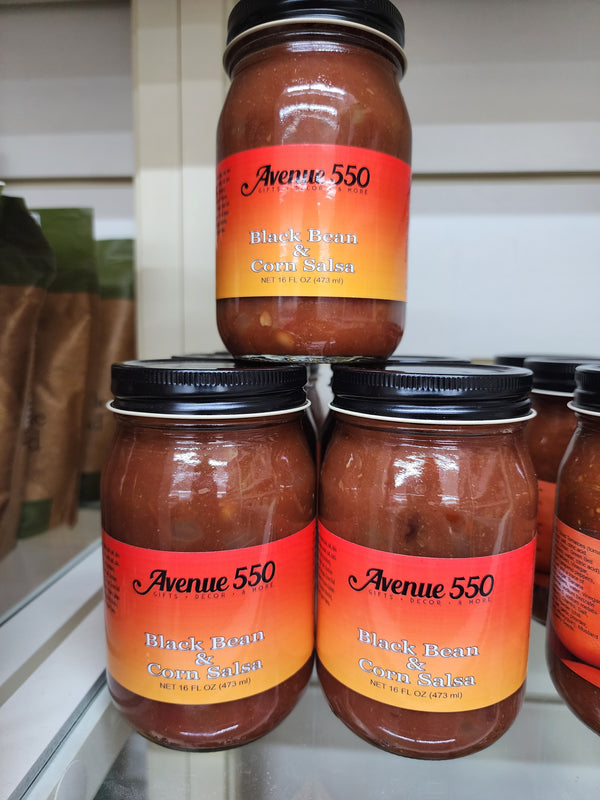 Avenue 550
GIFTS • DECOR • & MORE
Black Bean
&
Corn Salsa
NET 16 FL OZ (473 ml)
Avenue 550
GIFTS • DECOR • & MORE
Black Bean
&
Corn Salsa
NET 16 FL OZ (473 ml)
Avenue 550
GIFTS • DECOR • & MORE
Black Bean
&
Corn Salsa
NET 16 FL OZ (473 ml)